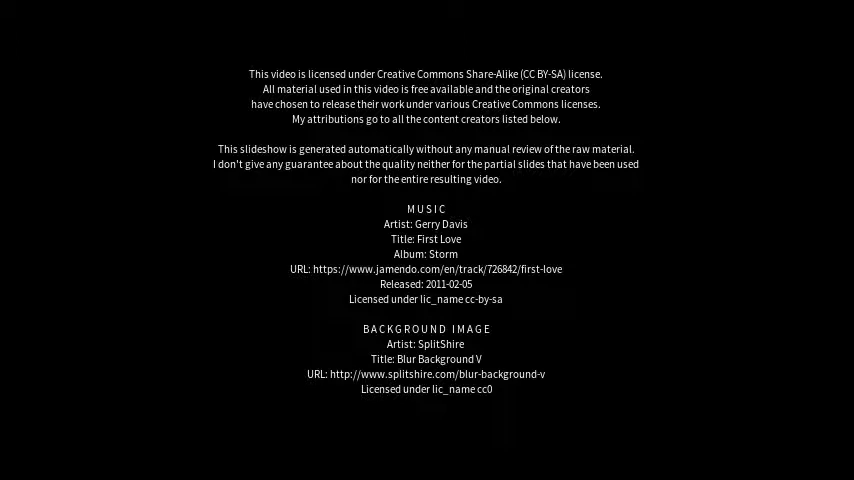 This video is licensed under Creative Commons Share-Alike (CC BY-SA) license.
All material used in this video is free available and the original creators
have chosen to release their work under various Creative Commons licenses.
My attributions go to all the content creators listed below.
This slideshow is generated automatically without any manual review of the raw material.
I don't give any guarantee about the quality neither for the partial slides that have been used
nor for the entire resulting video.
MUSIC
Artist: Gerry Davis
Title: First Love
Album: Storm
URL: https://www.jamendo.com/en/track/726842/first-love
Released: 2011-02-05
Licensed under lic_name cc-by-sa
BACKGROUND IMAGE
Artist: SplitShire
Title: Blur Background V
URL: http://www.splitshire.com/blur-background-v
Licensed under lic_name cc0